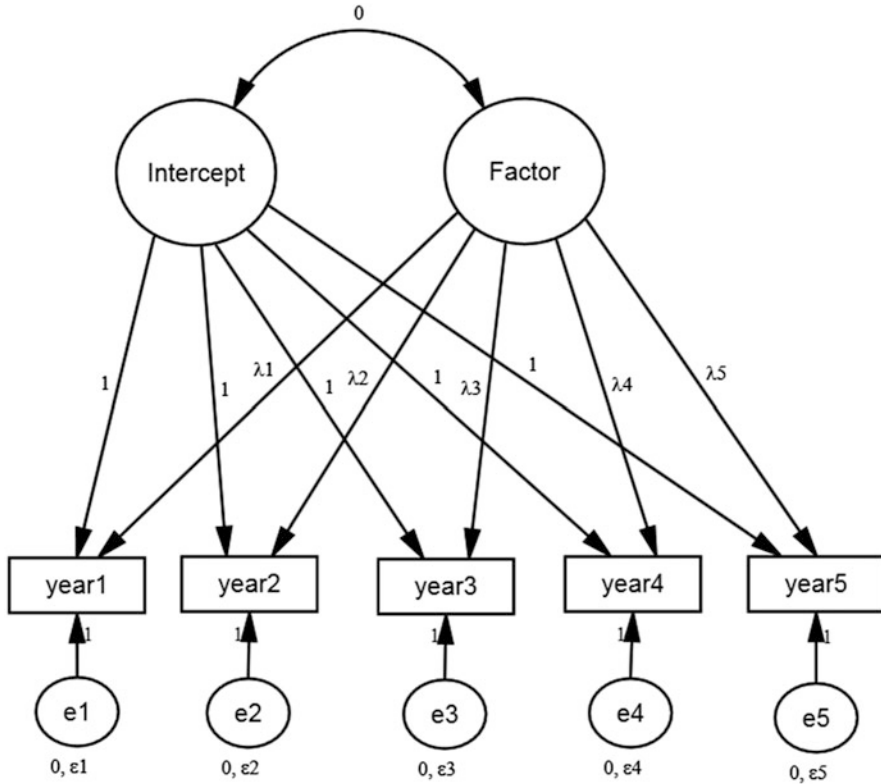 0
Intercept
Factor
1
1
λ1
1
λ2
1
λ3
1
λ4
λ5
year1
year2
year3
year4
year5
1
1
1
1
1
e1
e2
e3
e4
e5
0, ε1
0, ε2
0, ε3
0, ε4
0, ε5